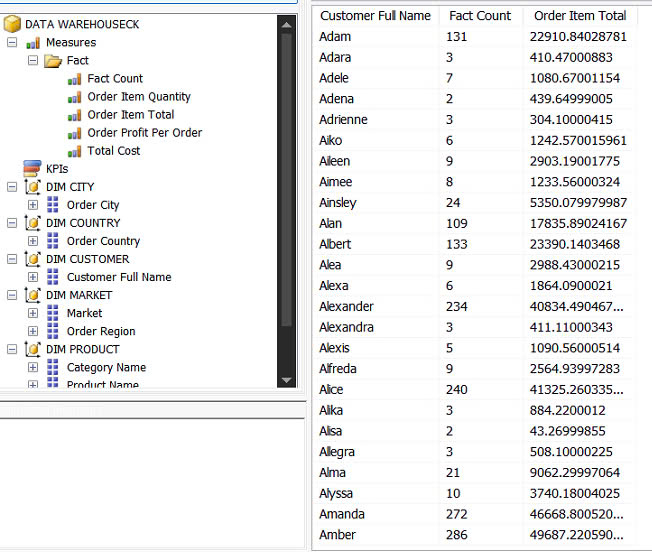 DATA WAREHOUSECK
Measures
Fact
Fact Count
Order Item Quantity
Order Item Total
Order Profit Per Order
Total Cost
KPIs
DIM CITY
Order City
DIM COUNTRY
Order Country
DIM CUSTOMER
Customer Full Name
DIM MARKET
Market
Order Region
DIM PRODUCT
Category Name
Product Name
Customer Full Name Fact Count Order Item Total
Adam 131 22910.84028781
Adara 3 410.47000883
Adele 7 1080.67001154
Adena 2 439.64999005
Adrienne 3 304.10000415
Aiko 6 1242.570015961
Aileen 9 2903.19001775
Aimee 8 1233.56000324
Ainsley 24 5350.079979987
Alan 109 17835.89024167
Albert 133 23390.1403468
Alea 9 2988.43000215
Alexa 6 1864.0900021
Alexander 234 40834.490467...
Alexandra 3 411.11000343
Alexis 5 1090.56000514
Alfreda 9 2564.93997283
Alice 240 41325.260335...
Alika 3 884.2200012
Alisa 2 43.26999855
Allegra 3 508.10000225
Alma 21 9062.29997064
Alyssa 10 3740.18004025
Amanda 272 46668.800520...
Amber 286 49687.220590...